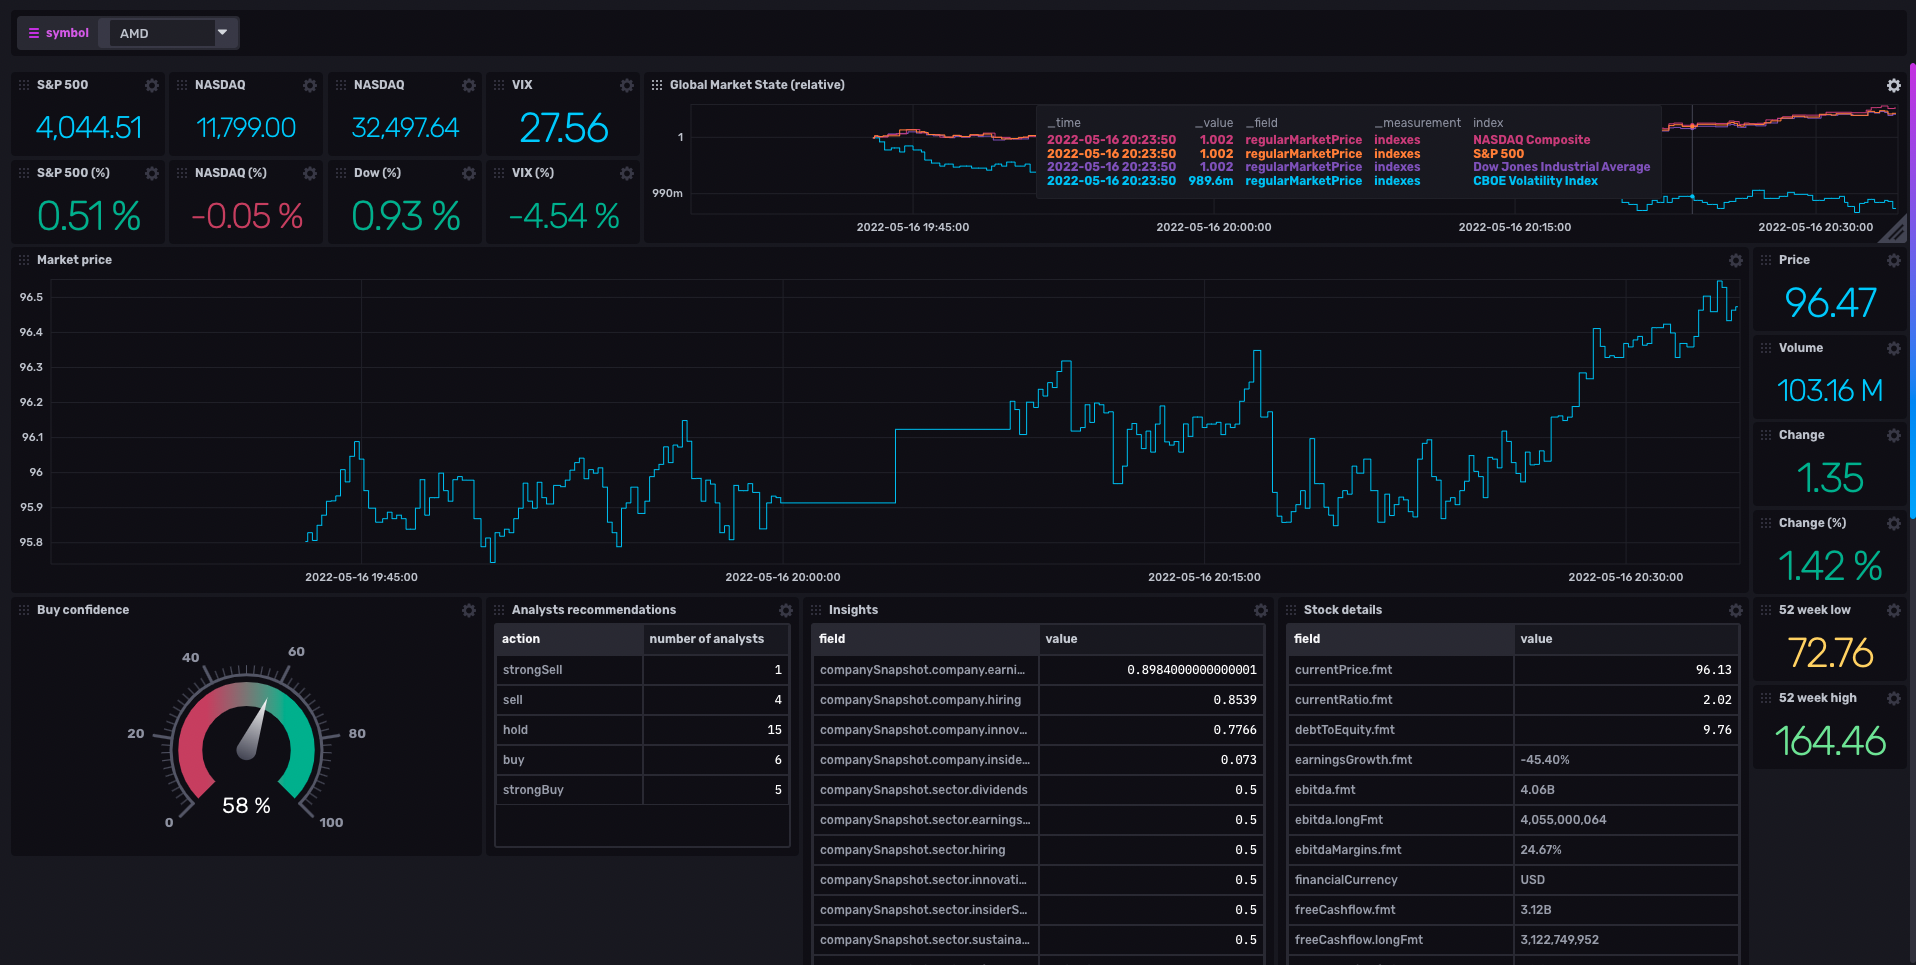 symbol AMD
S&P 500
4,044.51
NASDAQ
11,799.00
NASDAQ
32,497.64
VIX
27.56
S&P 500 (%)
0.51 %
NASDAQ (%)
-0.05 %
Dow (%)
0.93 %
VIX (%)
-4.54 %
Global Market State (relative)
1
990m
_time _value _field _measurement index
2022-05-16 20:23:50 1.002 regularMarketPrice indexes NASDAQ Composite
2022-05-16 20:23:50 1.002 regularMarketPrice indexes S&P 500
2022-05-16 20:23:50 1.002 regularMarketPrice indexes Dow Jones Industrial Average
2022-05-16 20:23:50 989.6m regularMarketPrice indexes CBOE Volatility Index
2022-05-16 19:45:00 2022-05-16 20:00:00 2022-05-16 20:15:00 2022-05-16 20:30:00
Market price
96.5
96.4
96.3
96.2
96.1
96
95.9
95.8
2022-05-16 19:45:00 2022-05-16 20:00:00 2022-05-16 20:15:00 2022-05-16 20:30:00
Price
96.47
Volume
103.16 M
Change
1.35
Change (%)
1.42 %
52 week low
72.76
52 week high
164.46
Buy confidence
0
20
40
60
80
100
58 %
Analysts recommendations
action number of analysts
strongSell 1
sell 4
hold 15
buy 6
strongBuy 5
Insights
field value
companySnapshot.company.earni... 0.8984000000000001
companySnapshot.company.hiring 0.8539
companySnapshot.company.innov... 0.7766
companySnapshot.company.inside... 0.073
companySnapshot.sector.dividends 0.5
companySnapshot.sector.earnings... 0.5
companySnapshot.sector.hiring 0.5
companySnapshot.sector.innovati... 0.5
companySnapshot.sector.insiderS... 0.5
companySnapshot.sector.sustaina... 0.5
Stock details
field value
currentPrice.fmt 96.13
currentRatio.fmt 2.02
debtToEquity.fmt 9.76
earningsGrowth.fmt -45.40%
ebitda.fmt 4.06B
ebitda.longFmt 4,055,000,064
ebitdaMargins.fmt 24.67%
financialCurrency USD
freeCashflow.fmt 3.12B
freeCashflow.longFmt 3,122,749,952